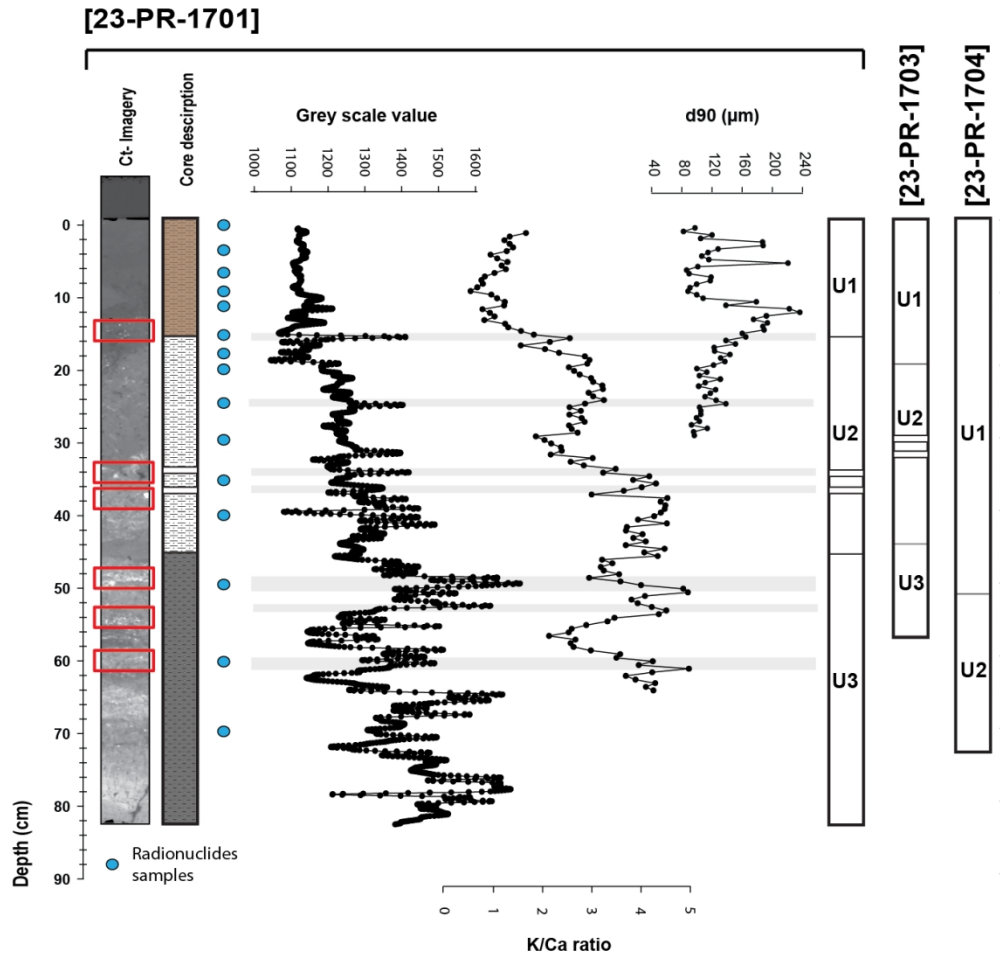 [23-PR-1701]
[23-PR-1703]
[23-PR-1704]
Ct- Imagery
Core descirption
Grey scale value
d90 (µm)
1000 1100 1200 1300 1400 1500 1600
40 80 120 160 200 240
0
10
20
30
40
50
60
70
80
90
Depth (cm)
U1
U2
U3
U1
U2
U3
U1
U2
Radionuclides
samples
0 1 2 3 4 5
K/Ca ratio